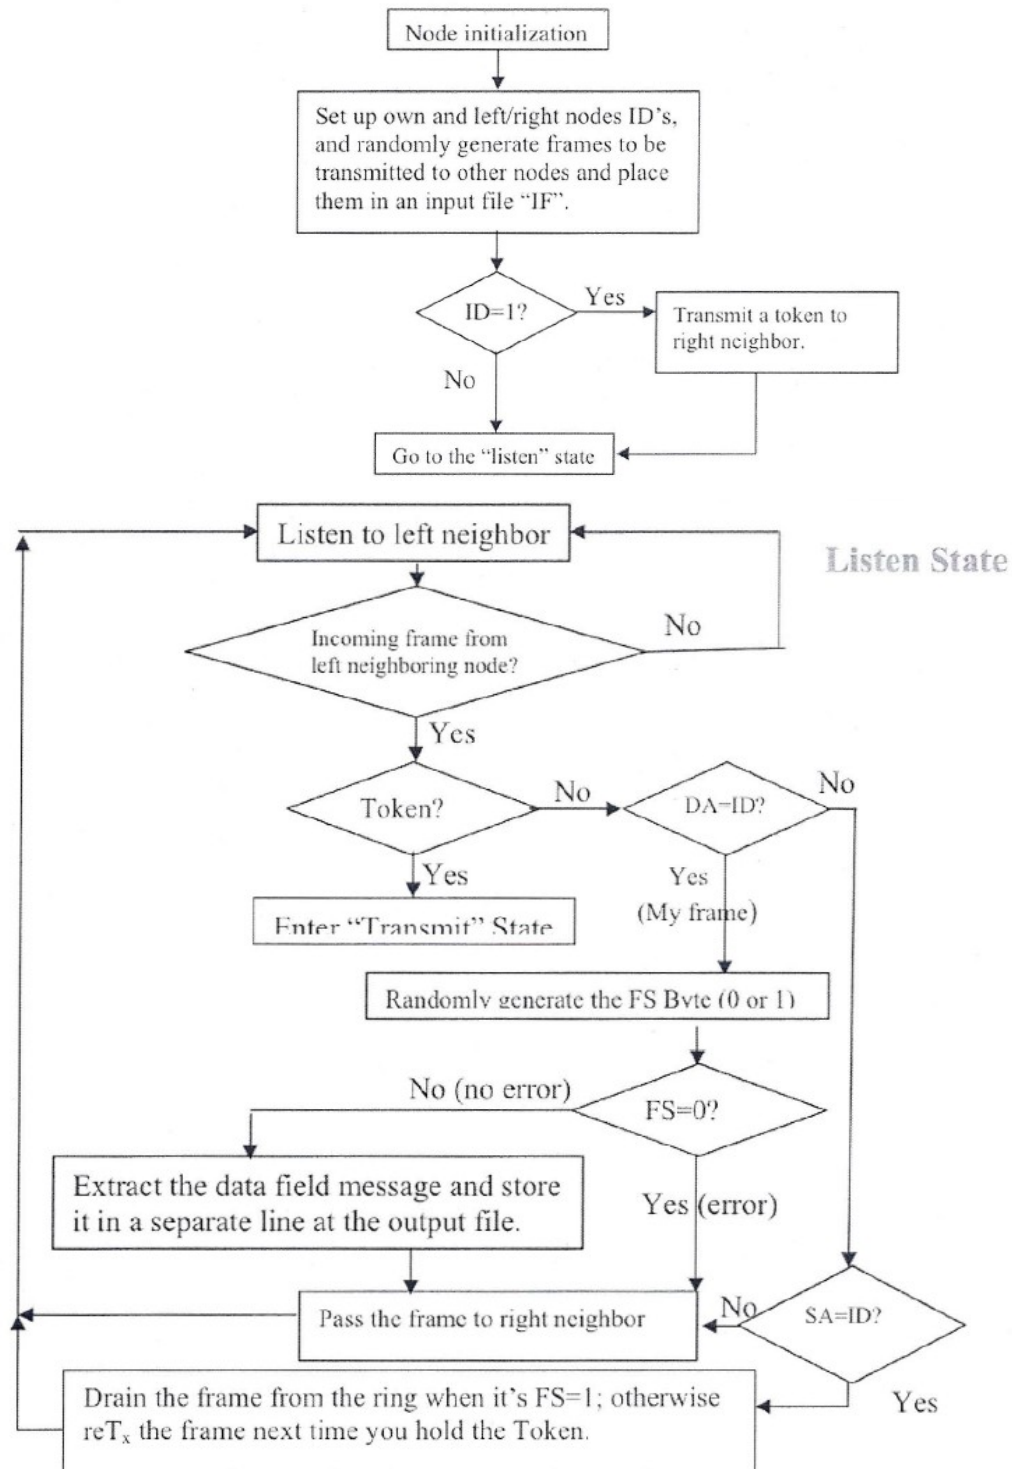 Node initialization
Set up own and left/right nodes ID's,
and randomly generate frames to be
transmitted to other nodes and place
them in an input file “IF”.
ID=1?
Yes
Transmit a token to
right neighbor.
No
Go to the “listen” state
Listen to left neighbor
Listen State
Incoming frame from
left neighboring node?
No
Yes
Token?
No
DA=ID?
No
Yes
Enter “Transmit” State
Yes
(My frame)
Randomly generate the FS Byte (0 or 1)
No (no error)
FS=0?
Extract the data field message and store
it in a separate line at the output file.
Yes (error)
Pass the frame to right neighbor
No
SA=ID?
Yes
Drain the frame from the ring when it's FS=1; otherwise
reTx the frame next time you hold the Token.